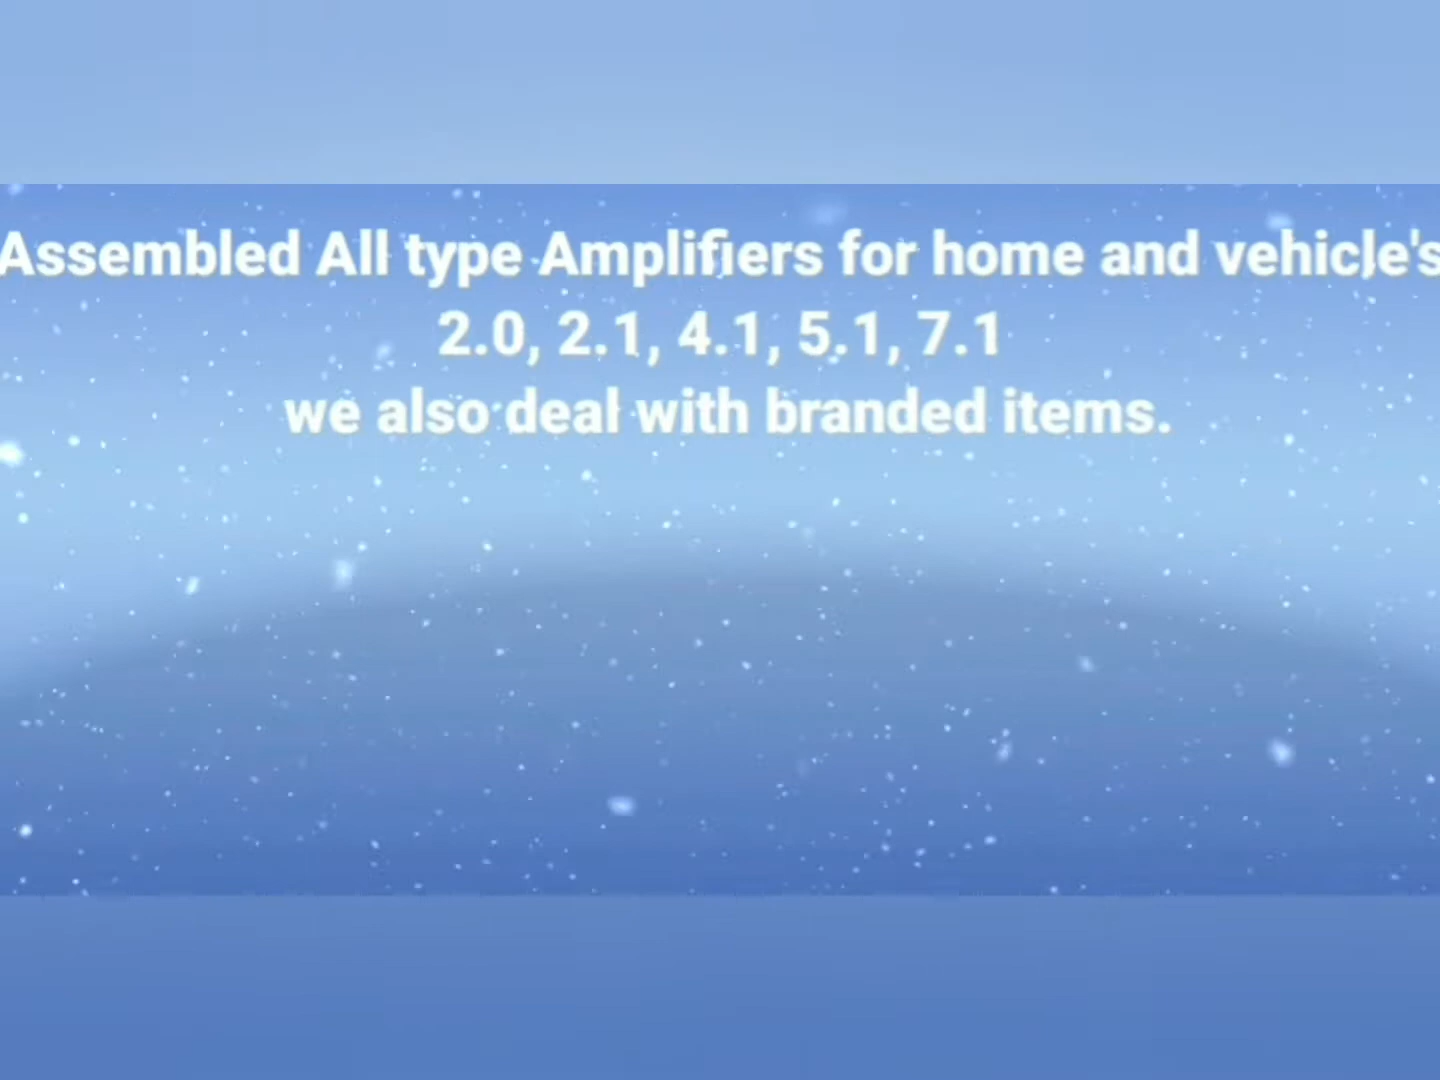 Assembled All type Amplifiers for home and vehicle's
2.0, 2.1, 4.1, 5.1, 7.1
we also deal with branded items.